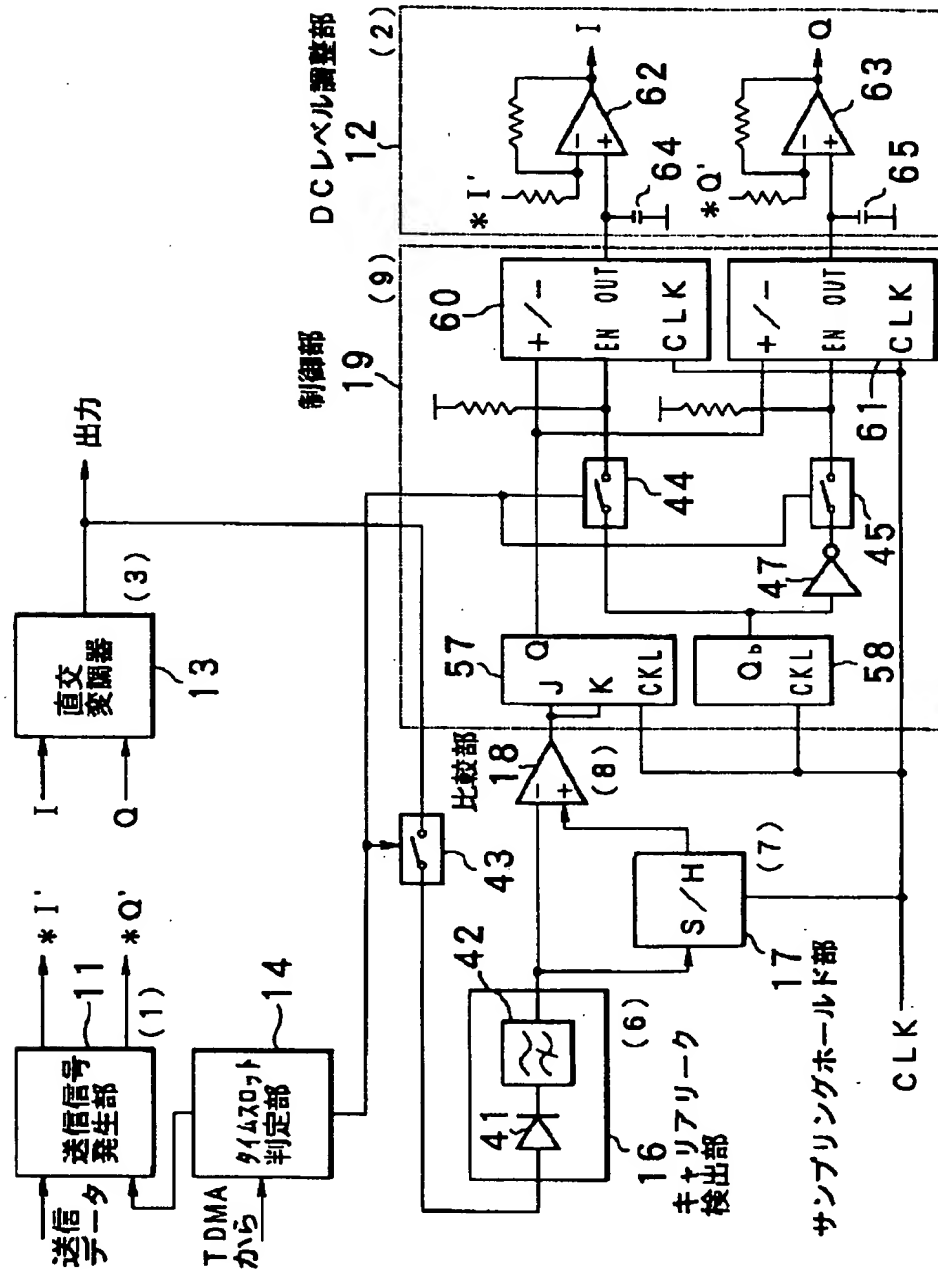 送信
データ
送信信号
発生部
11
*I'
*Q'
(1)
TDMA
から
タイムスロット
判定部
14
I
Q
直交
変調器
13
(3)
出力
43
41
42
(6)
16
キャリアリーク
検出部
S/H
17
(7)
サンプリングホールド部
比較部
18
-
+
(8)
CLK
制御部
19
(9)
57
J
Q
K
CKL
Qb
CKL
58
44
45
47
60
+/-
EN OUT
CLK
+/-
EN OUT
CLK
61
DCレベル調整部
12
(2)
*I'
-
+
62
I
64
*Q'
-
+
63
Q
65